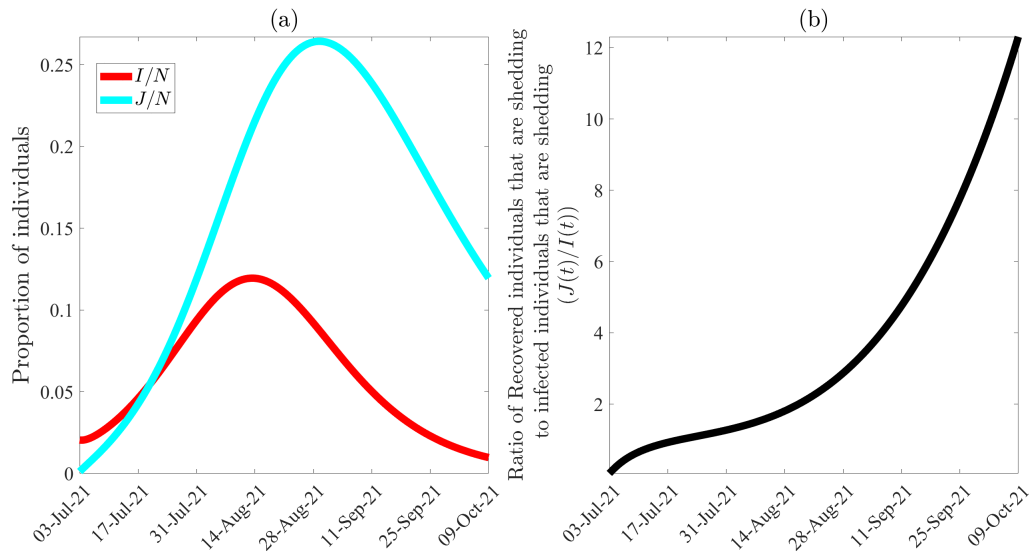 (a)
Proportion of individuals
0.25
0.2
0.15
0.1
0.05
0
I/N
J/N
03-Jul-21
17-Jul-21
31-Jul-21
14-Aug-21
28-Aug-21
11-Sep-21
25-Sep-21
09-Oct-21
(b)
Ratio of Recovered individuals that are shedding
to infected individuals that are shedding
(J(t)/I(t))
12
10
8
6
4
2
03-Jul-21
17-Jul-21
31-Jul-21
14-Aug-21
28-Aug-21
11-Sep-21
25-Sep-21
09-Oct-21